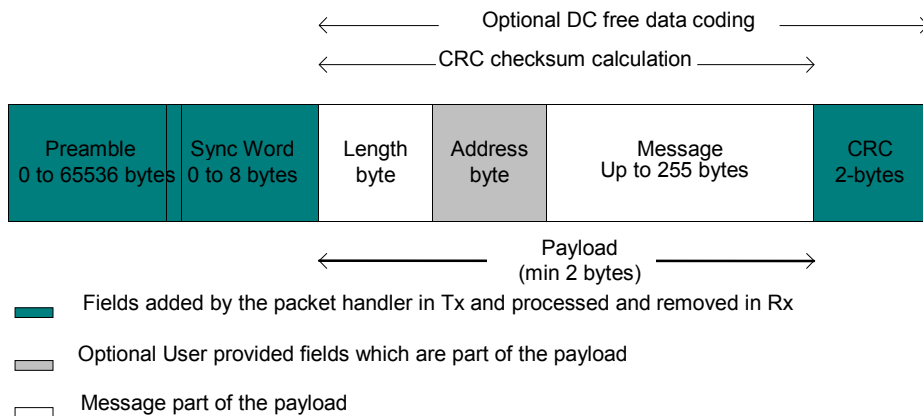 Optional DC free data coding
CRC checksum calculation
Preamble
0 to 65536 bytes
Sync Word
0 to 8 bytes
Length
byte
Address
byte
Message
Up to 255 bytes
CRC
2-bytes
Payload
(min 2 bytes)
Fields added by the packet handler in Tx and processed and removed in Rx
Optional User provided fields which are part of the payload
Message part of the payload